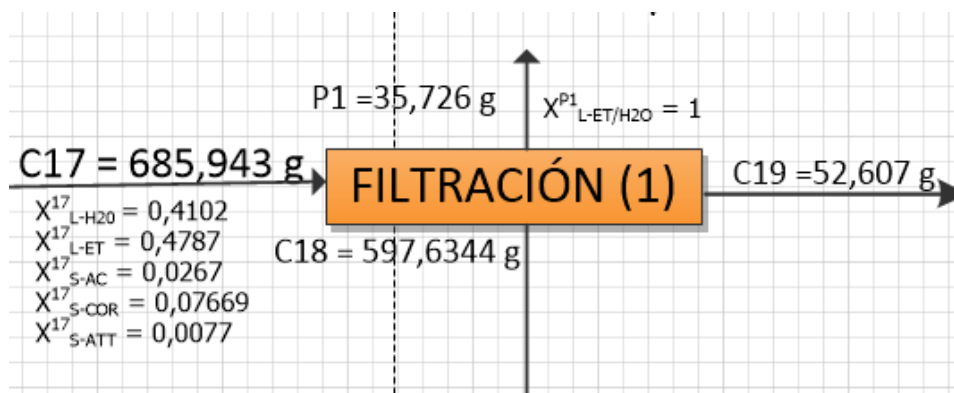 P1 =35,726 g
X^P1_L-ET/H2O = 1
C17 = 685,943 g
FILTRACIÓN (1)
C19 =52,607 g
X^17_L-H20 = 0,4102
X^17_L-ET = 0,4787
X^17_S-AC = 0,0267
X^17_S-COR = 0,07669
X^17_S-ATT = 0,0077
C18 = 597,6344 g